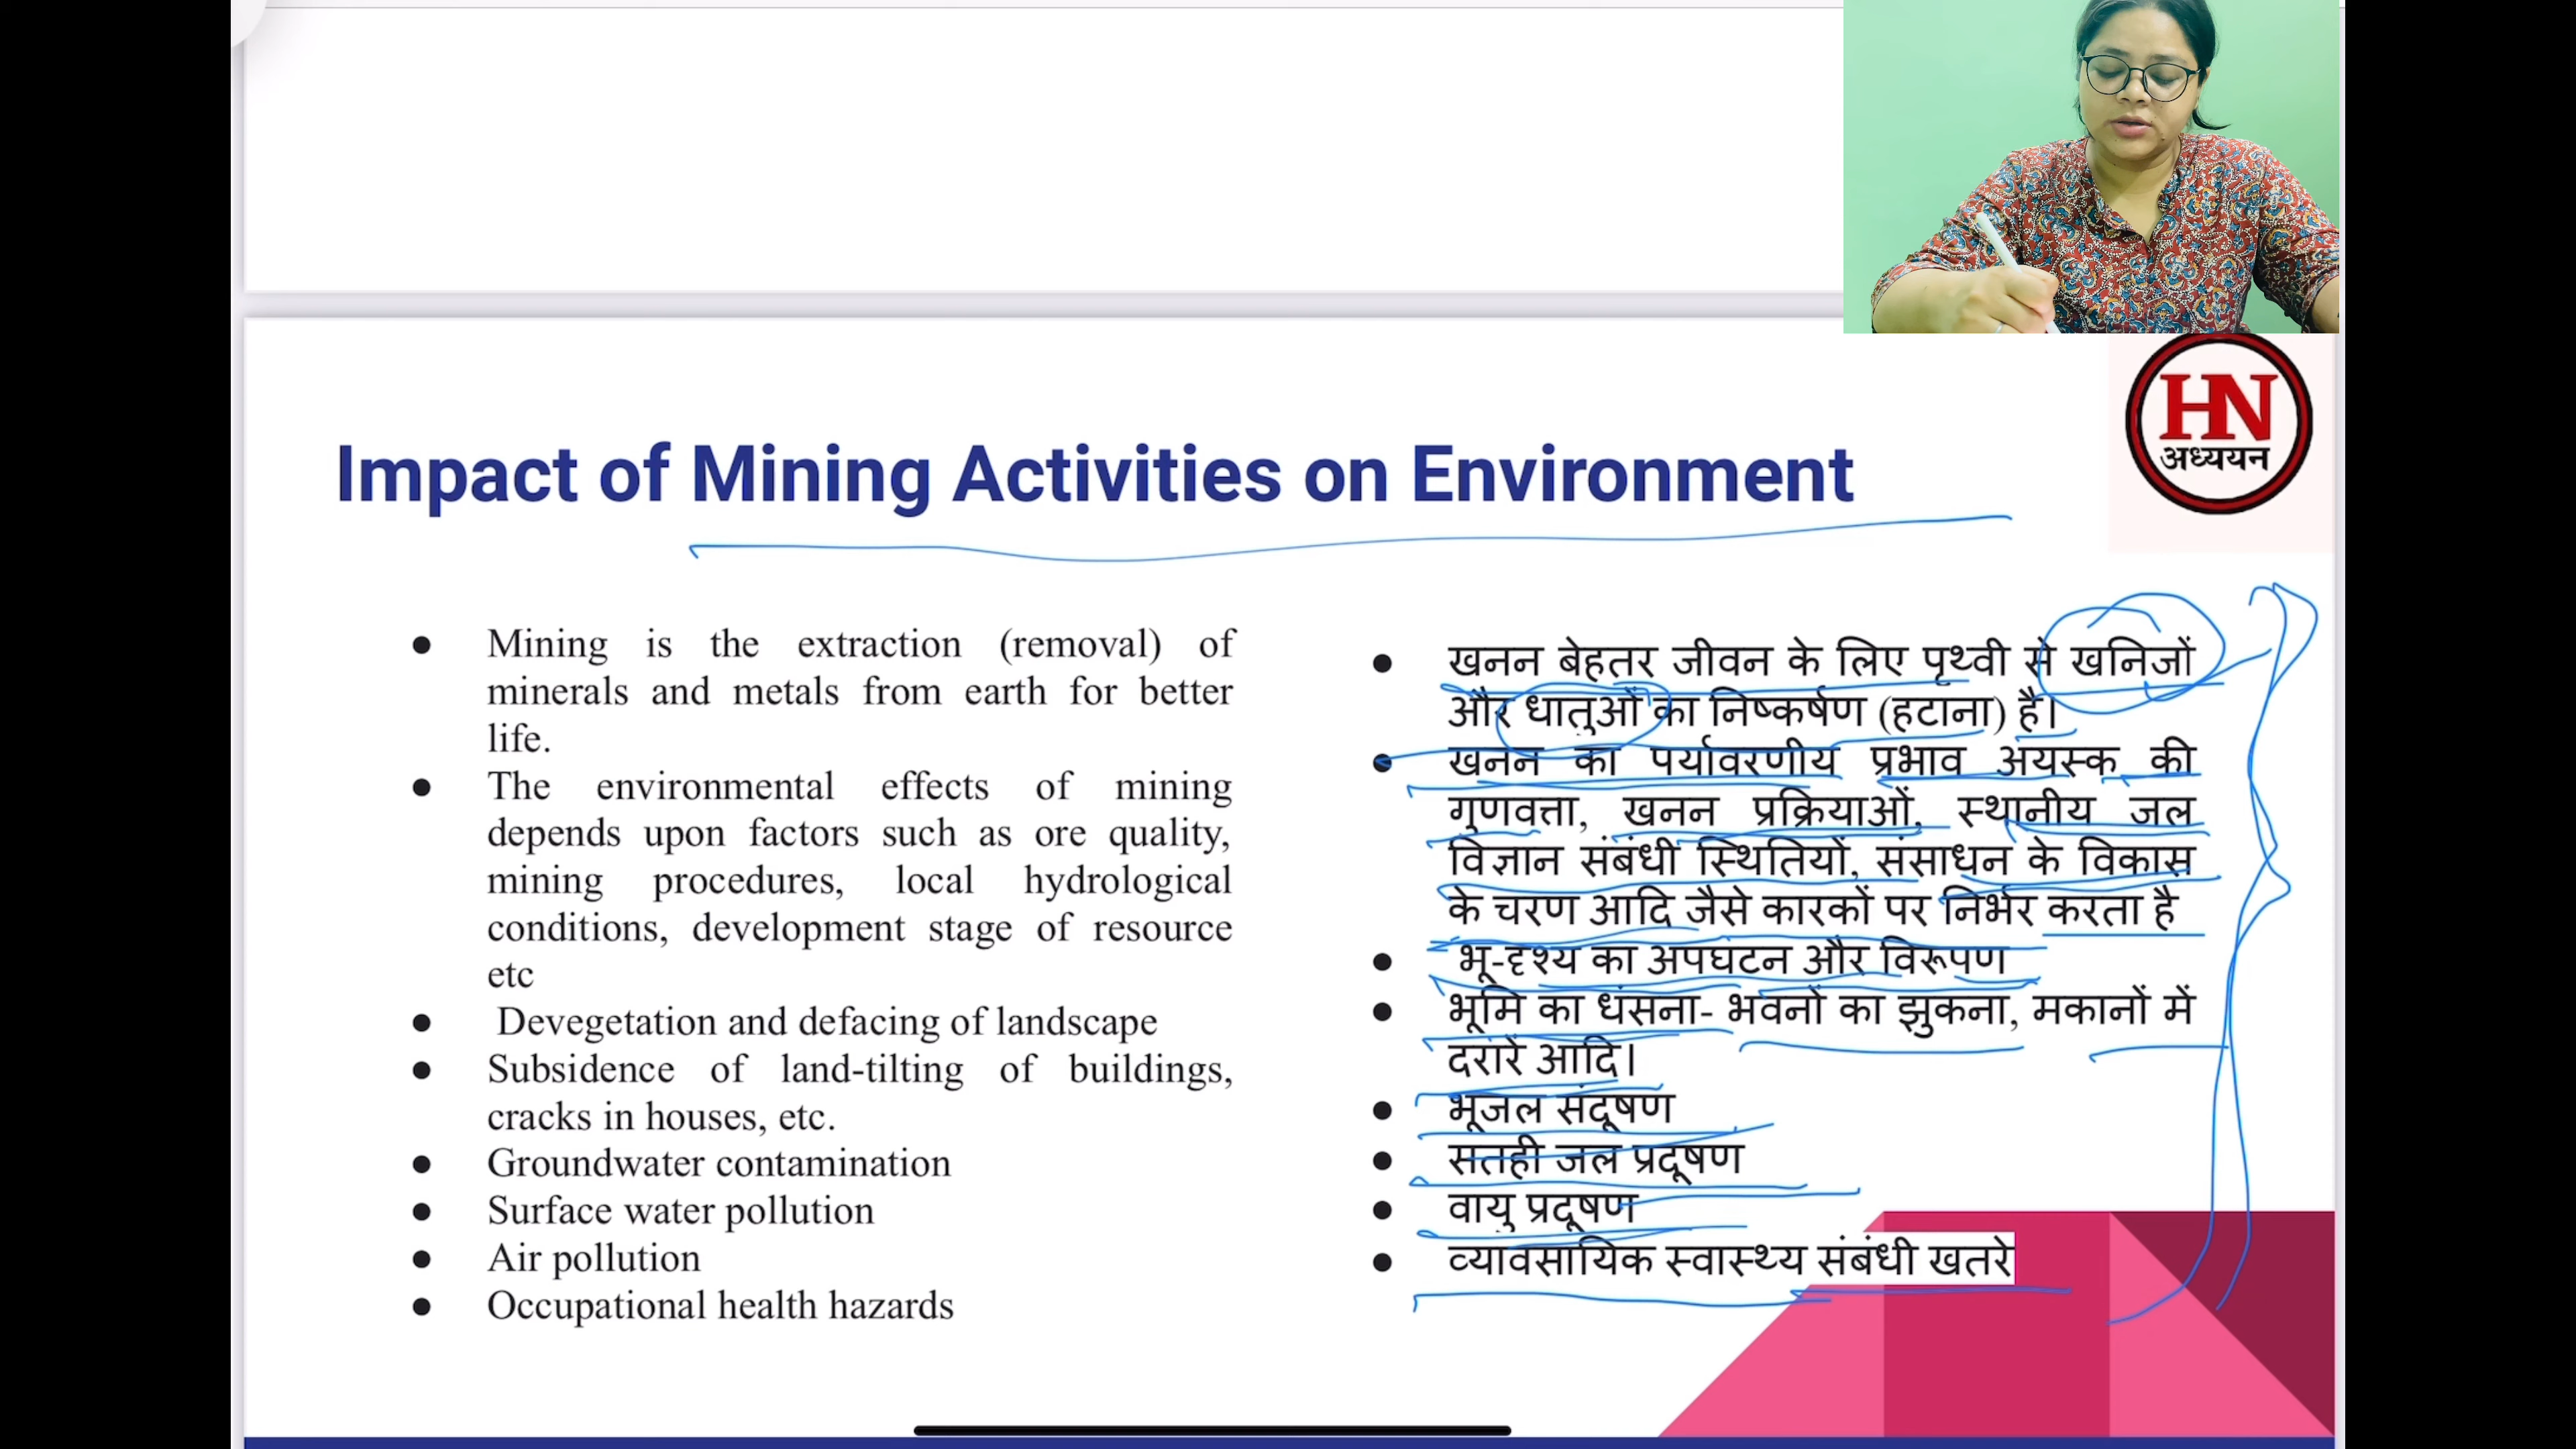 HN
अध्ययन
Impact of Mining Activities on Environment
● Mining is the extraction (removal) of
minerals and metals from earth for better
life.
● The environmental effects of mining
depends upon factors such as ore quality,
mining procedures, local hydrological
conditions, development stage of resource
etc
● Devegetation and defacing of landscape
● Subsidence of land-tilting of buildings,
cracks in houses, etc.
● Groundwater contamination
● Surface water pollution
● Air pollution
● Occupational health hazards
● खनन बेहतर जीवन के लिए पृथ्वी से खनिजों
और धातुओं का निष्कर्षण (हटाना) है।
● खनन का पर्यावरणीय प्रभाव अयस्क की
गुणवत्ता, खनन प्रक्रियाओं, स्थानीय जल
विज्ञान संबंधी स्थितियों, संसाधन के विकास
के चरण आदि जैसे कारकों पर निर्भर करता है
● भू-दृश्य का अपघटन और विरूपण
● भूमि का धंसना- भवनों का झुकना, मकानों में
दरारें आदि।
● भूजल संदूषण
● सतही जल प्रदूषण
● वायु प्रदूषण
● व्यावसायिक स्वास्थ्य संबंधी खतरे